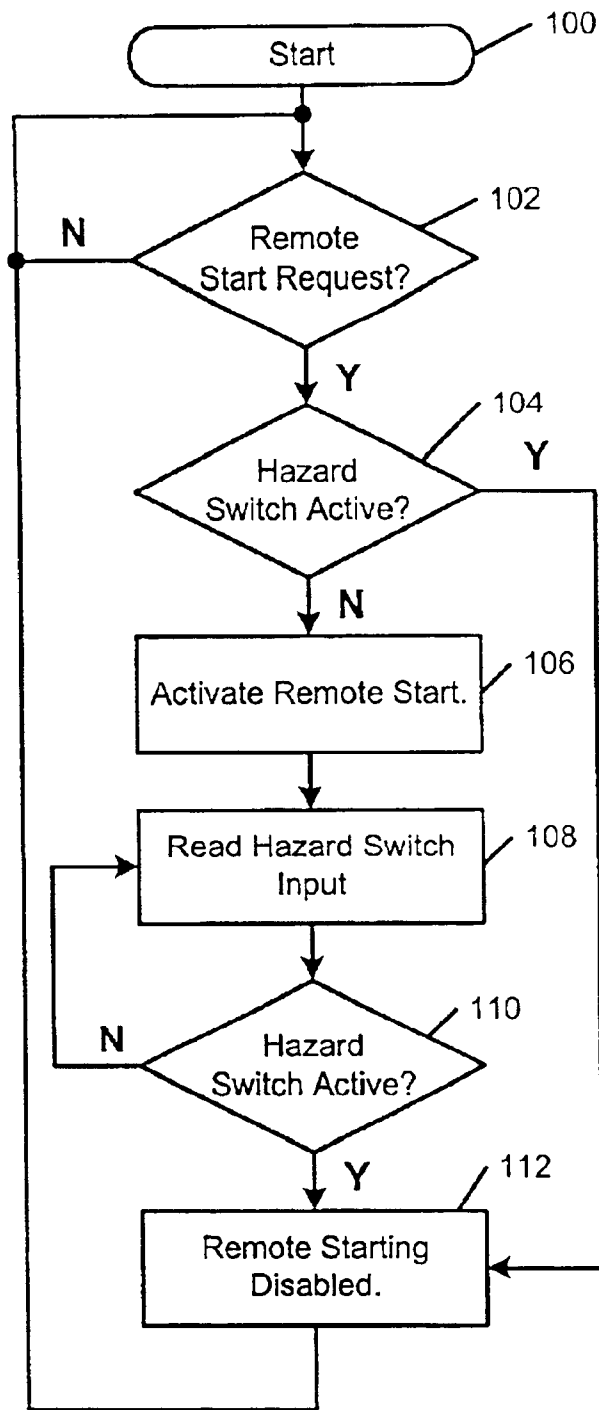 Start
100
102
N
Remote
Start Request?
Y
104
Y
Hazard
Switch Active?
N
106
Activate Remote Start.
Read Hazard Switch
Input
108
110
N
Hazard
Switch Active?
Y
112
Remote Starting
Disabled.